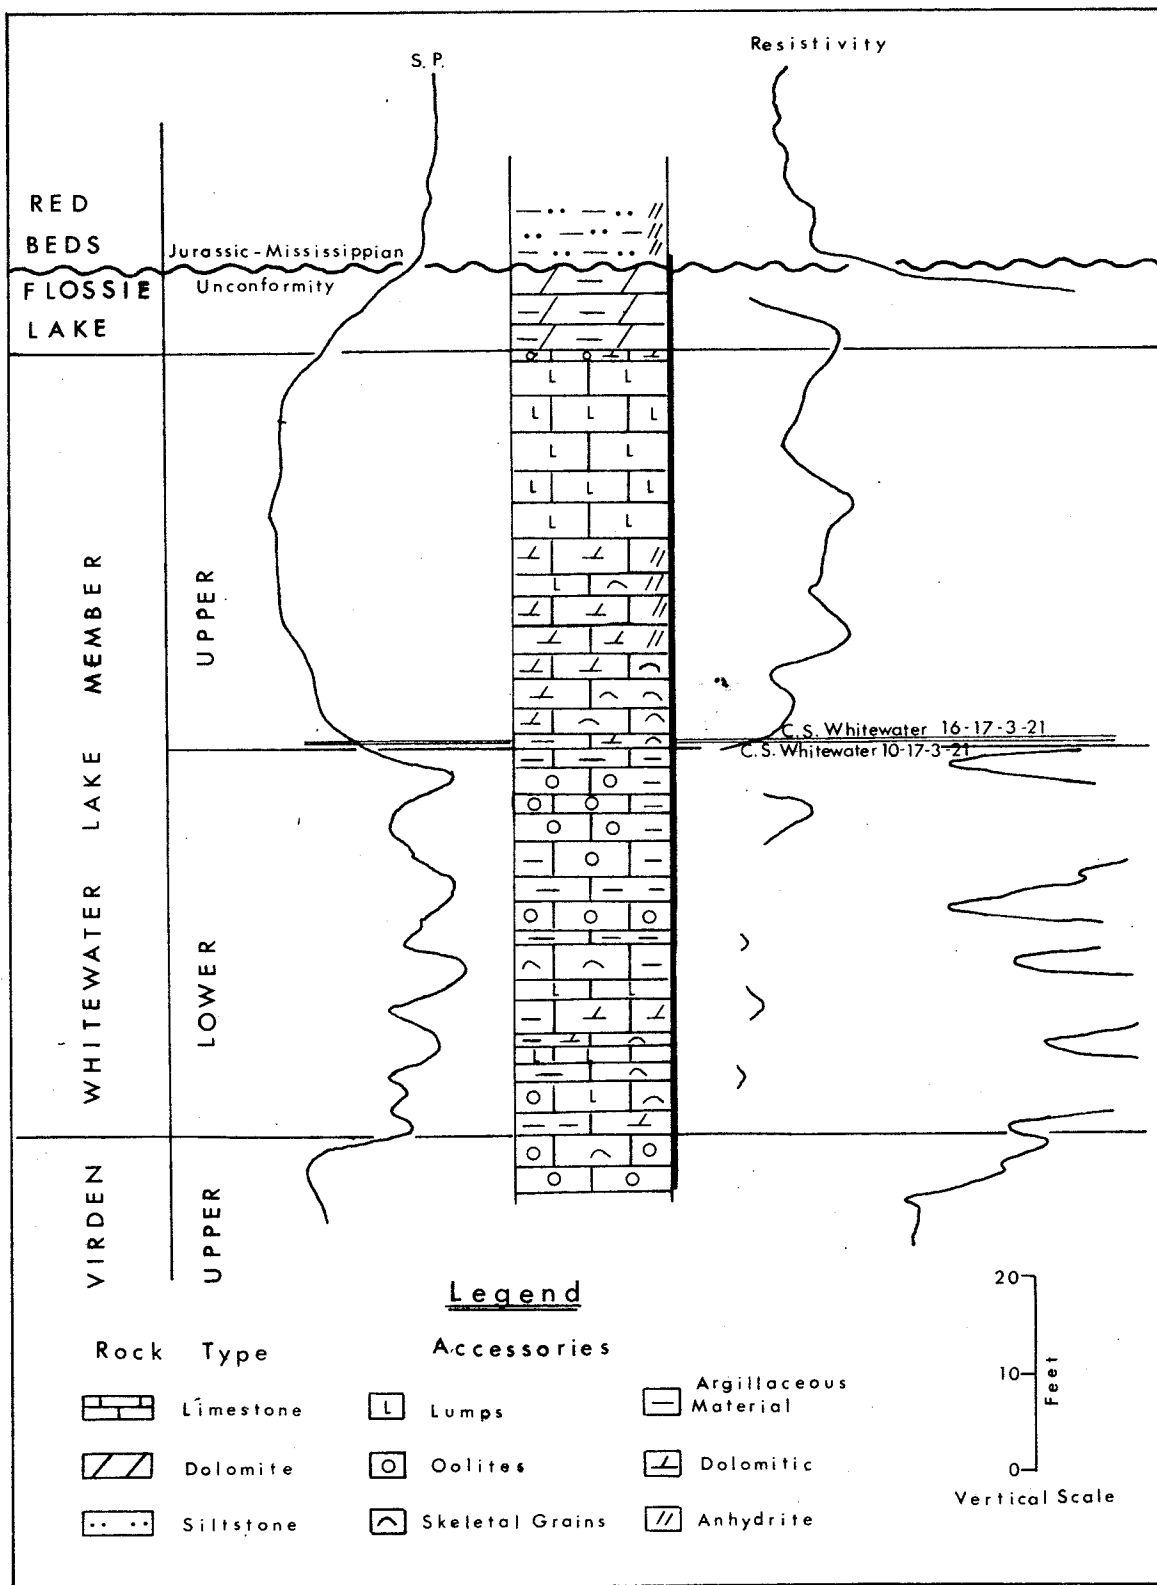 S. P.
Resistivity
RED
BEDS
Jurassic-Mississippian
Unconformity
FLOSSIE
LAKE
WHITEWATER LAKE MEMBER
UPPER
C. S. Whitewater 16-17-3-21
C. S. Whitewater 10-17-3-21
LOWER
VIRDEN
UPPER
Legend
Rock Type
Accessories
Limestone
L
Lumps
Argillaceous
Material
Dolomite
Oolites
Dolomitic
Siltstone
Skeletal Grains
Anhydrite
20
10
0
Feet
Vertical Scale